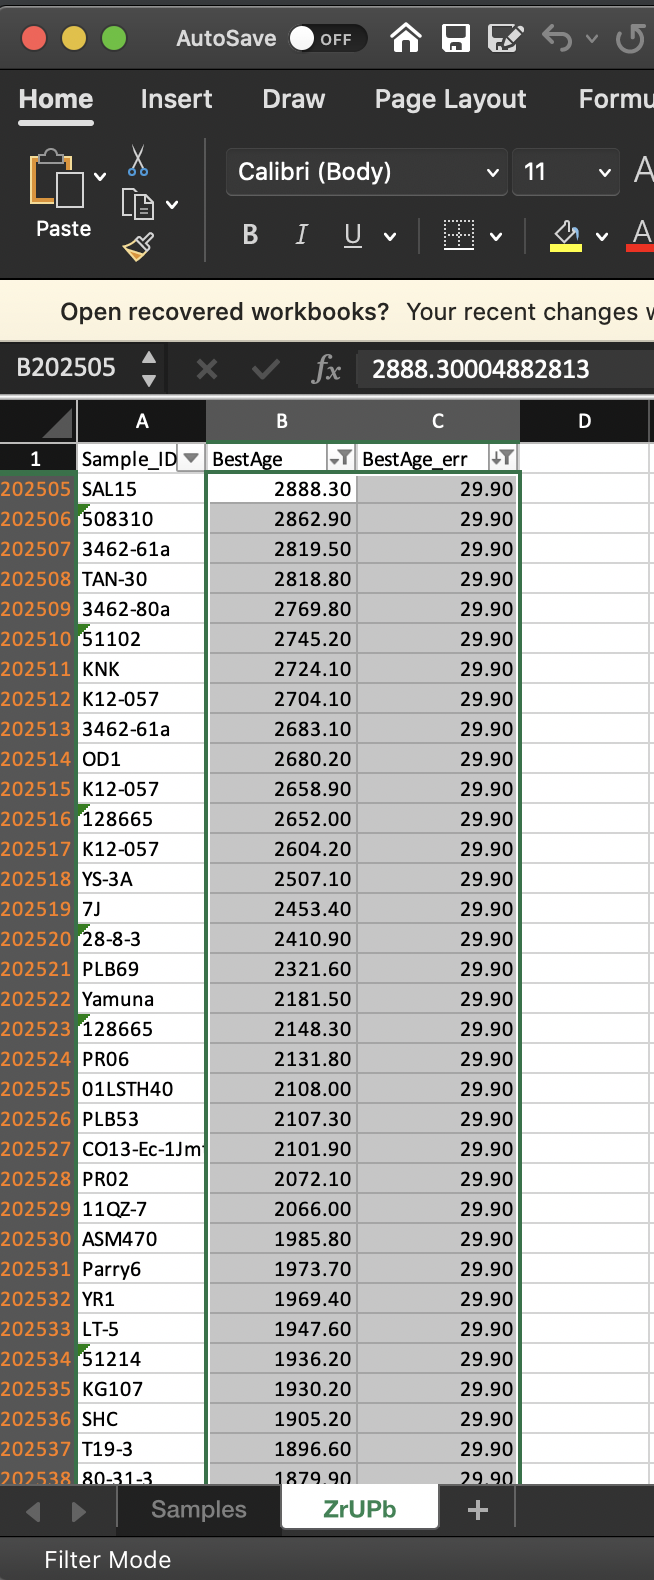 AutoSave OFF
Home Insert Draw Page Layout Formu
Paste Calibri (Body) 11 A
B I U A
Open recovered workbooks? Your recent changes w
B202505 fx 2888.30004882813
A B C D
1 Sample_ID BestAge BestAge_err
202505 SAL15 2888.30 29.90
202506 508310 2862.90 29.90
202507 3462-61a 2819.50 29.90
202508 TAN-30 2818.80 29.90
202509 3462-80a 2769.80 29.90
202510 51102 2745.20 29.90
202511 KNK 2724.10 29.90
202512 K12-057 2704.10 29.90
202513 3462-61a 2683.10 29.90
202514 OD1 2680.20 29.90
202515 K12-057 2658.90 29.90
202516 128665 2652.00 29.90
202517 K12-057 2604.20 29.90
202518 YS-3A 2507.10 29.90
202519 7J 2453.40 29.90
202520 28-8-3 2410.90 29.90
202521 PLB69 2321.60 29.90
202522 Yamuna 2181.50 29.90
202523 128665 2148.30 29.90
202524 PR06 2131.80 29.90
202525 01LSTH40 2108.00 29.90
202526 PLB53 2107.30 29.90
202527 CO13-Ec-1Jm 2101.90 29.90
202528 PR02 2072.10 29.90
202529 11QZ-7 2066.00 29.90
202530 ASM470 1985.80 29.90
202531 Parry6 1973.70 29.90
202532 YR1 1969.40 29.90
202533 LT-5 1947.60 29.90
202534 51214 1936.20 29.90
202535 KG107 1930.20 29.90
202536 SHC 1905.20 29.90
202537 T19-3 1896.60 29.90
202538 80-31-3 1879.90 29.90
Samples ZrUPb +
Filter Mode